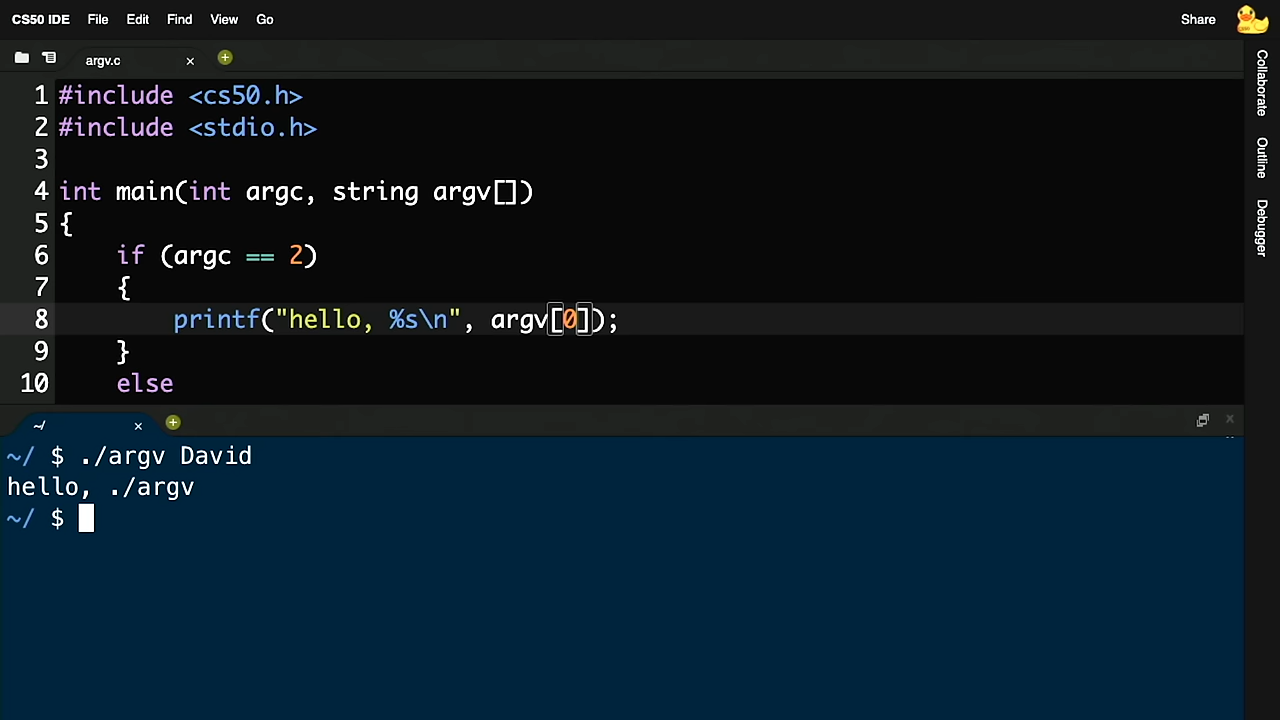 CS50 IDE File Edit Find View Go Share
argv.c
1 #include <cs50.h>
2 #include <stdio.h>
3
4 int main(int argc, string argv[])
5 {
6     if (argc == 2)
7     {
8         printf("hello, %s\n", argv[0]);
9     }
10     else
~/
~/ $ ./argv David
hello, ./argv
~/ $
Collaborate
Outline
Debugger